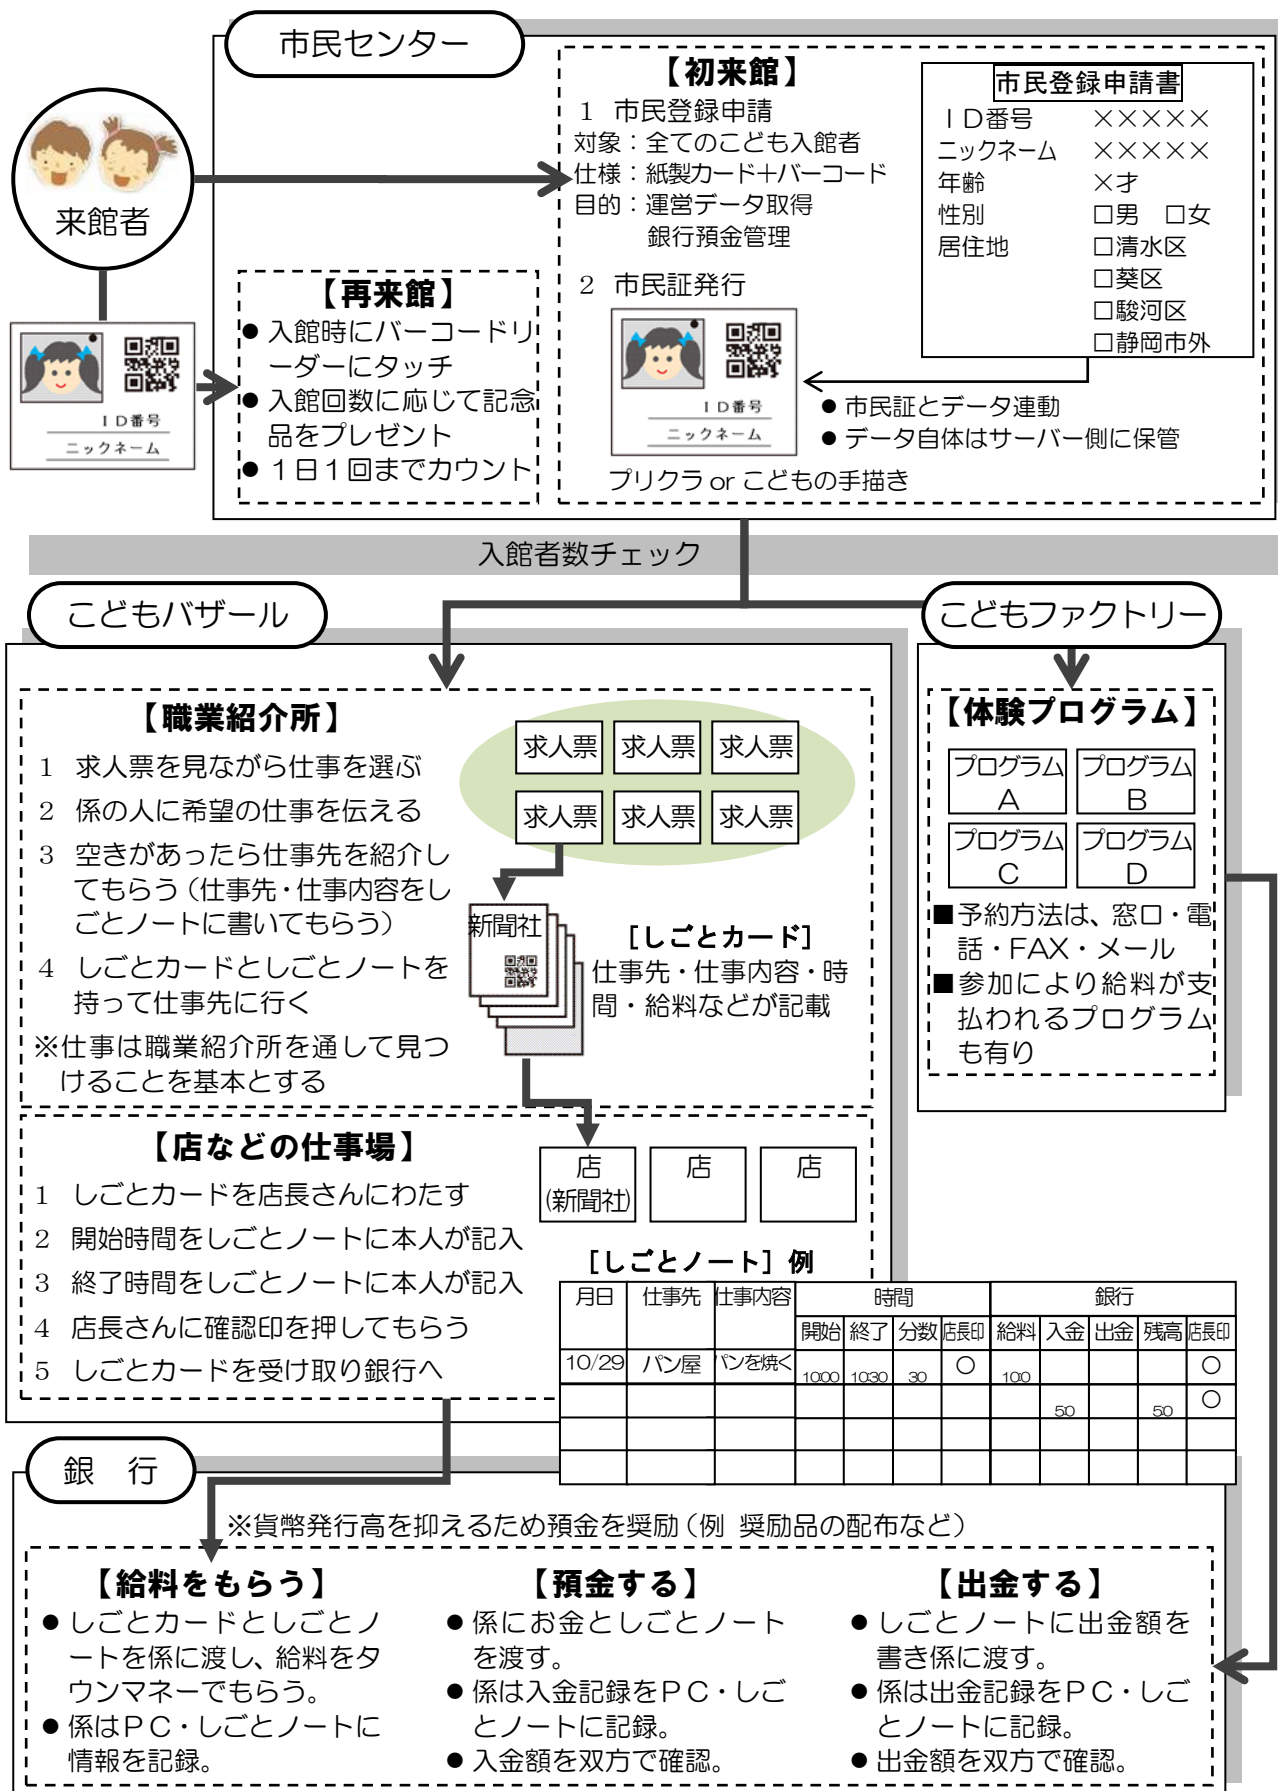 市民センター
【初来館】
1 市民登録申請
対象：全てのこども入館者
仕様：紙製カード＋バーコード
目的：運営データ取得
銀行預金管理
2 市民証発行
ＩＤ番号
ニックネーム
プリクラ or こどもの手描き
市民登録申請書
ＩＤ番号 ×××××
ニックネーム ×××××
年齢 ×才
性別 □男 □女
居住地 □清水区
□葵区
□駿河区
□静岡市外
● 市民証とデータ連動
● データ自体はサーバー側に保管
来館者
ＩＤ番号
ニックネーム
【再来館】
● 入館時にバーコードリ
ーダーにタッチ
● 入館回数に応じて記念
品をプレゼント
● １日１回までカウント
入館者数チェック
こどもバザール
【職業紹介所】
1 求人票を見ながら仕事を選ぶ
2 係の人に希望の仕事を伝える
3 空きがあったら仕事先を紹介し
てもらう（仕事先・仕事内容をし
ごとノートに書いてもらう）
4 しごとカードとしごとノートを
持って仕事先に行く
※仕事は職業紹介所を通して見つ
けることを基本とする
求人票 求人票 求人票
求人票 求人票 求人票
新聞社
［しごとカード］
仕事先・仕事内容・時
間・給料などが記載
【店などの仕事場】
1 しごとカードを店長さんにわたす
2 開始時間をしごとノートに本人が記入
3 終了時間をしごとノートに本人が記入
4 店長さんに確認印を押してもらう
5 しごとカードを受け取り銀行へ
店
(新聞社)
店
店
［しごとノート］例
月日 仕事先 仕事内容 時間 銀行
開始 終了 分数 店長印 給料 入金 出金 残高 店長印
10/29 パン屋 パンを焼く 1000 1030 30 ○ 100 ○
50 50 ○
こどもファクトリー
【体験プログラム】
プログラム
A
プログラム
B
プログラム
C
プログラム
D
■予約方法は、窓口・電
話・FAX・メール
■参加により給料が支
払われるプログラム
も有り
銀 行
※貨幣発行高を抑えるため預金を奨励（例 奨励品の配布など）
【給料をもらう】
● しごとカードとしごとノ
ートを係に渡し、給料をタ
ウンマネーでもらう。
● 係はＰＣ・しごとノートに
情報を記録。
【預金する】
● 係にお金としごとノート
を渡す。
● 係は入金記録をＰＣ・しご
とノートに記録。
● 入金額を双方で確認。
【出金する】
● しごとノートに出金額を
書き係に渡す。
● 係は出金記録をＰＣ・しご
とノートに記録。
● 出金額を双方で確認。